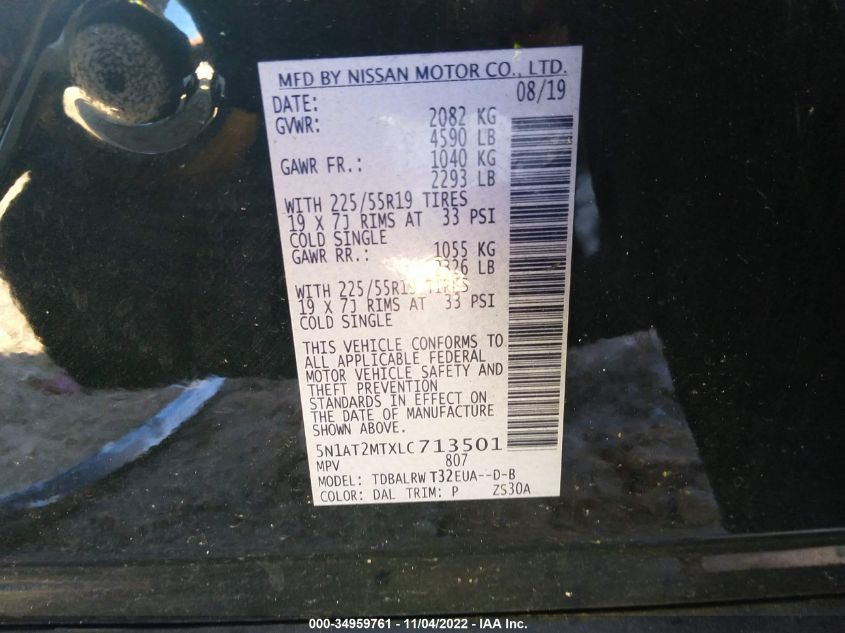 MFD BY NISSAN MOTOR CO., LTD.
DATE: 08/19
GVWR: 2082 KG
4590 LB
GAWR FR.: 1040 KG
2293 LB
WITH 225/55R19 TIRES
19 X 7J RIMS AT 33 PSI
COLD SINGLE
GAWR RR.: 1055 KG
2326 LB
WITH 225/55R19 TIRES
19 X 7J RIMS AT 33 PSI
COLD SINGLE
THIS VEHICLE CONFORMS TO
ALL APPLICABLE FEDERAL
MOTOR VEHICLE SAFETY AND
THEFT PREVENTION
STANDARDS IN EFFECT ON
THE DATE OF MANUFACTURE
SHOWN ABOVE.
5N1AT2MTXLC713501
MPV 807
MODEL: TDBALRW T32EUA--D-B
COLOR: DAL TRIM: P ZS30A
000-34959761 - 11/04/2022 - IAA Inc.